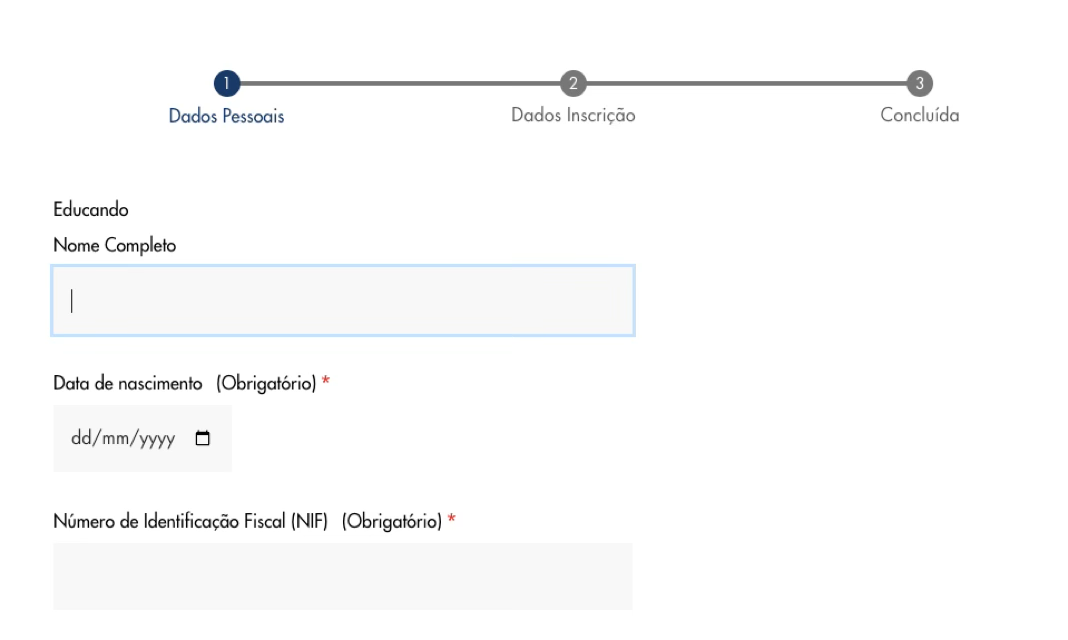 1 2 3
Dados Pessoais Dados Inscrição Concluída
Educando
Nome Completo
Data de nascimento (Obrigatório) *
dd/mm/yyyy
Número de Identificação Fiscal (NIF) (Obrigatório) *